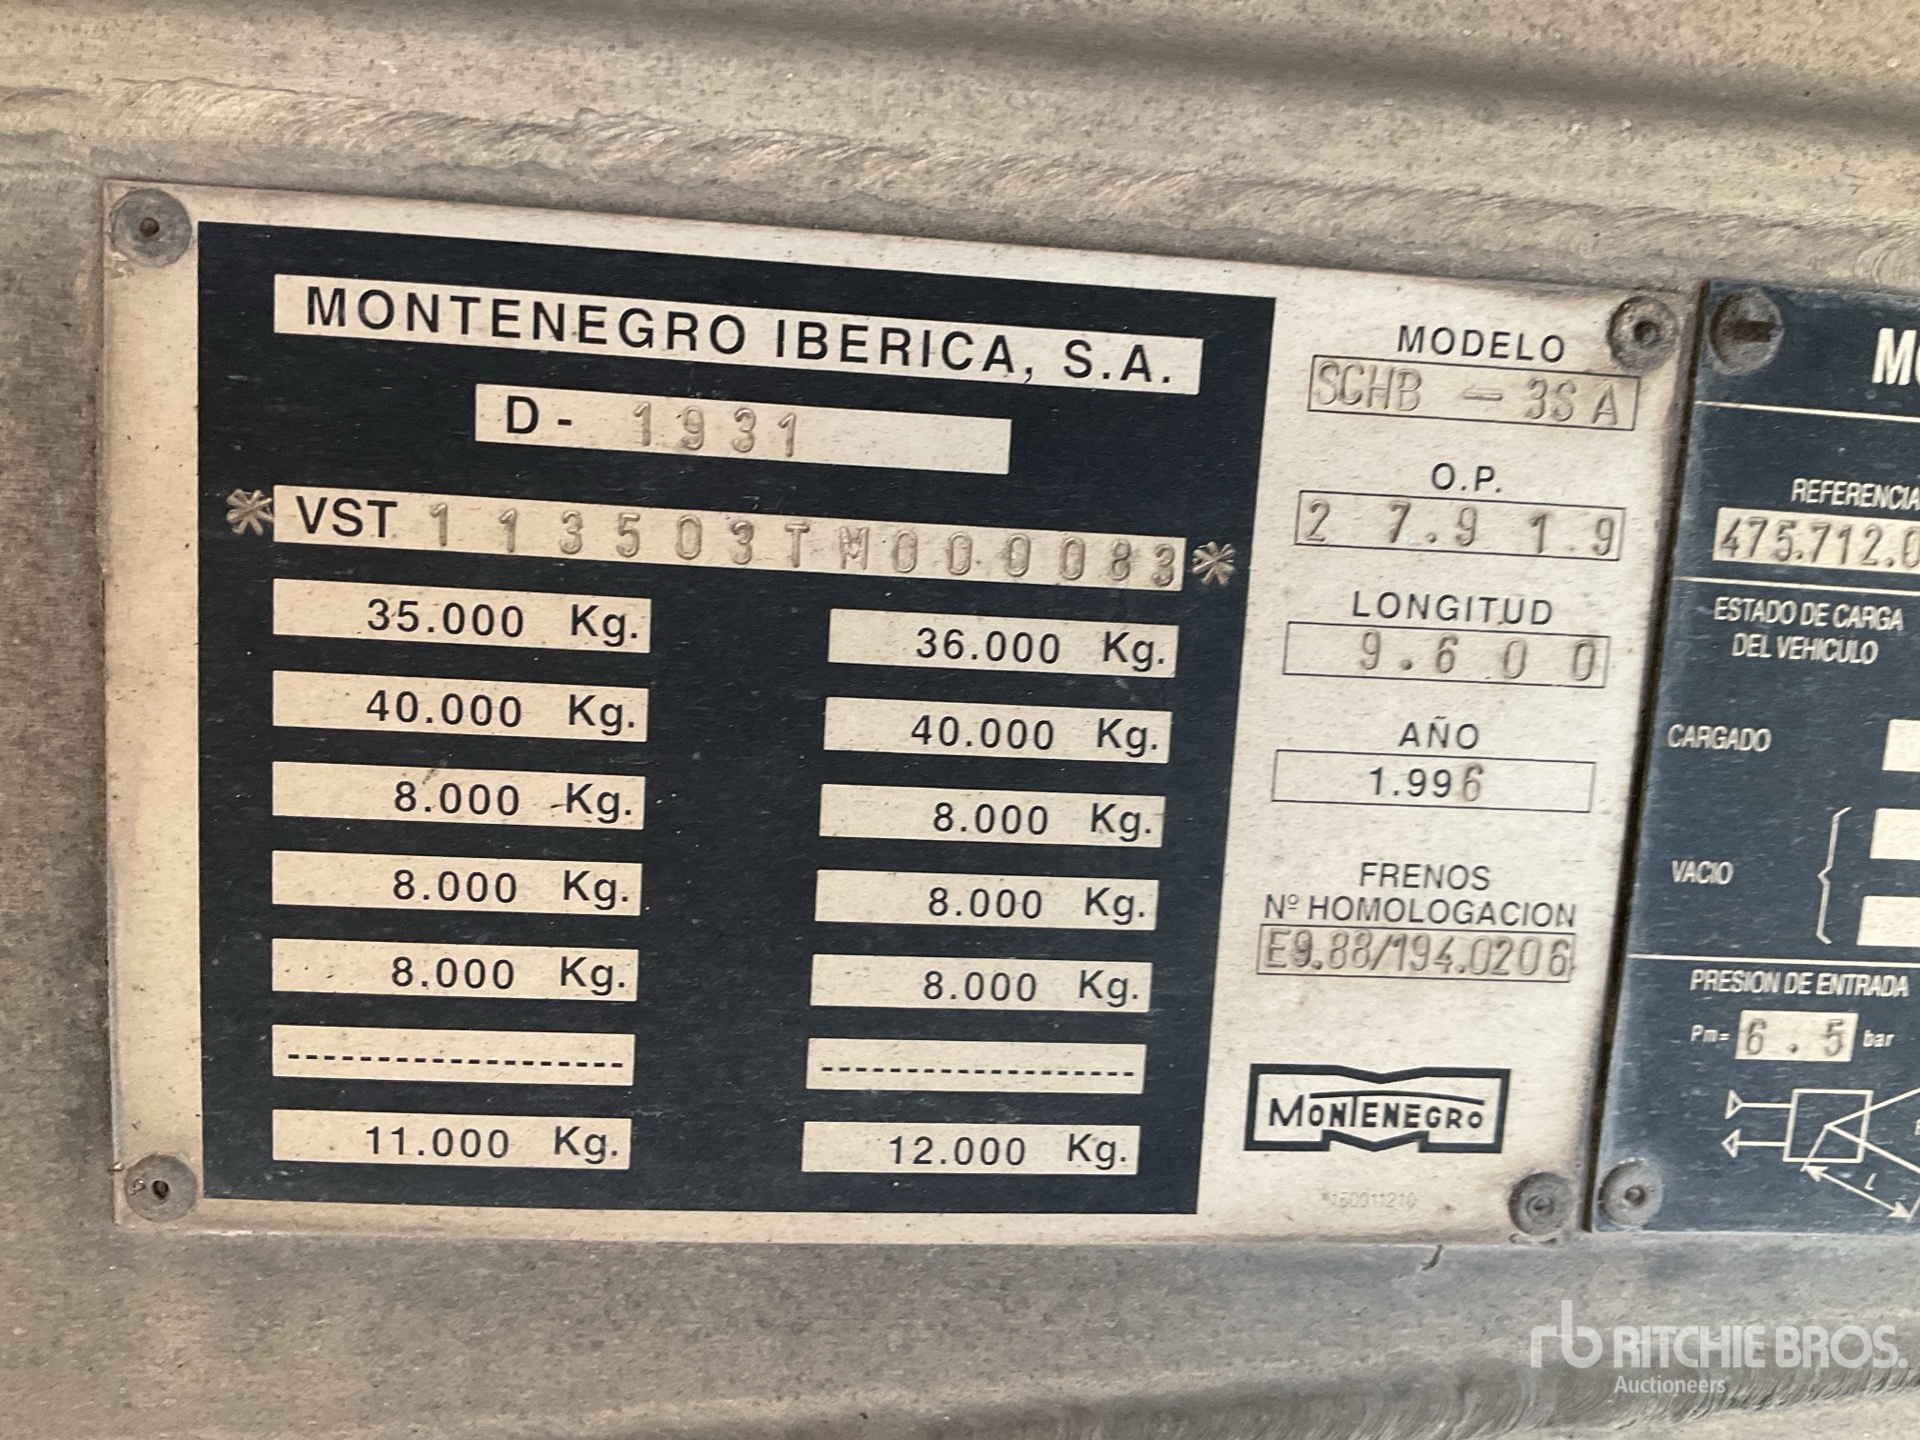 MONTENEGRO IBERICA, S.A.
D- 1931
* VST 113503TM000083 *
35.000 Kg. 36.000 Kg.
40.000 Kg. 40.000 Kg.
8.000 Kg. 8.000 Kg.
8.000 Kg. 8.000 Kg.
8.000 Kg. 8.000 Kg.
------------------- -------------------
11.000 Kg. 12.000 Kg.
MODELO
SCHB - 3SA
O.P.
27.919
LONGITUD
9.600
AÑO
1.996
FRENOS
Nº HOMOLOGACION
E9.88/194.0206
MONTENEGRO
REFERENCIA
475.712.0
ESTADO DE CARGA
DEL VEHICULO
CARGADO
VACIO
PRESION DE ENTRADA
Pm= 6.5 bar
L
rb RITCHIE BROS.
Auctioneers